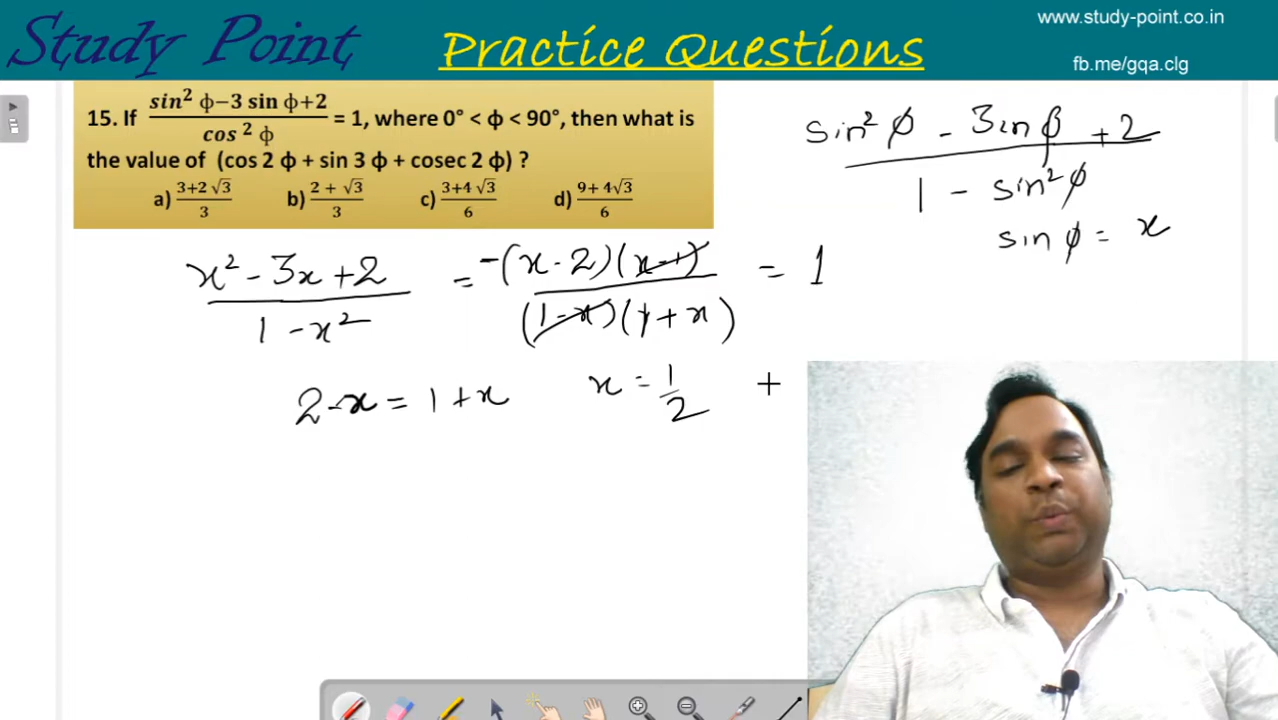 Study Point
Practice Questions
www.study-point.co.in
fb.me/gqa.clg
15. If (sin² ϕ−3 sin ϕ+2)/(cos ² ϕ) = 1, where 0° < ϕ < 90°, then what is
the value of (cos 2 ϕ + sin 3 ϕ + cosec 2 ϕ) ?
a) (3+2 √3)/3 b) (2 + √3)/3 c) (3+4 √3)/6 d) (9+ 4√3)/6
(sin² ϕ - 3sin ϕ + 2)/(1 - sin² ϕ)
sin ϕ = x
(x² - 3x + 2)/(1 - x²) = -(x - 2)(x - 1)/((1 - x)(1 + x)) = 1
2 - x = 1 + x x = 1/2 +